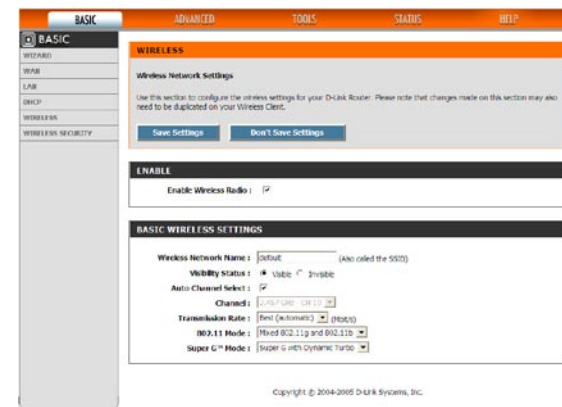 BASIC ADVANCED TOOLS STATUS HELP
BASIC
WIZARD
WAN
LAN
DHCP
WIRELESS
WIRELESS SECURITY
WIRELESS
Wireless Network Settings
Use this section to configure the wireless settings for your D-Link Router. Please note that changes made on this section may also
need to be duplicated on your Wireless Client.
Save Settings Don't Save Settings
ENABLE
Enable Wireless Radio :
BASIC WIRELESS SETTINGS
Wireless Network Name : default (Also called the SSID)
Visibility Status : Visible Invisible
Auto Channel Select :
Channel : 2.457 GHz - CH 10
Transmission Rate : Best (automatic) (Mbit/s)
802.11 Mode : Mixed 802.11g and 802.11b
Super G™ Mode : Super G with Dynamic Turbo
Copyright © 2004-2005 D-Link Systems, Inc.